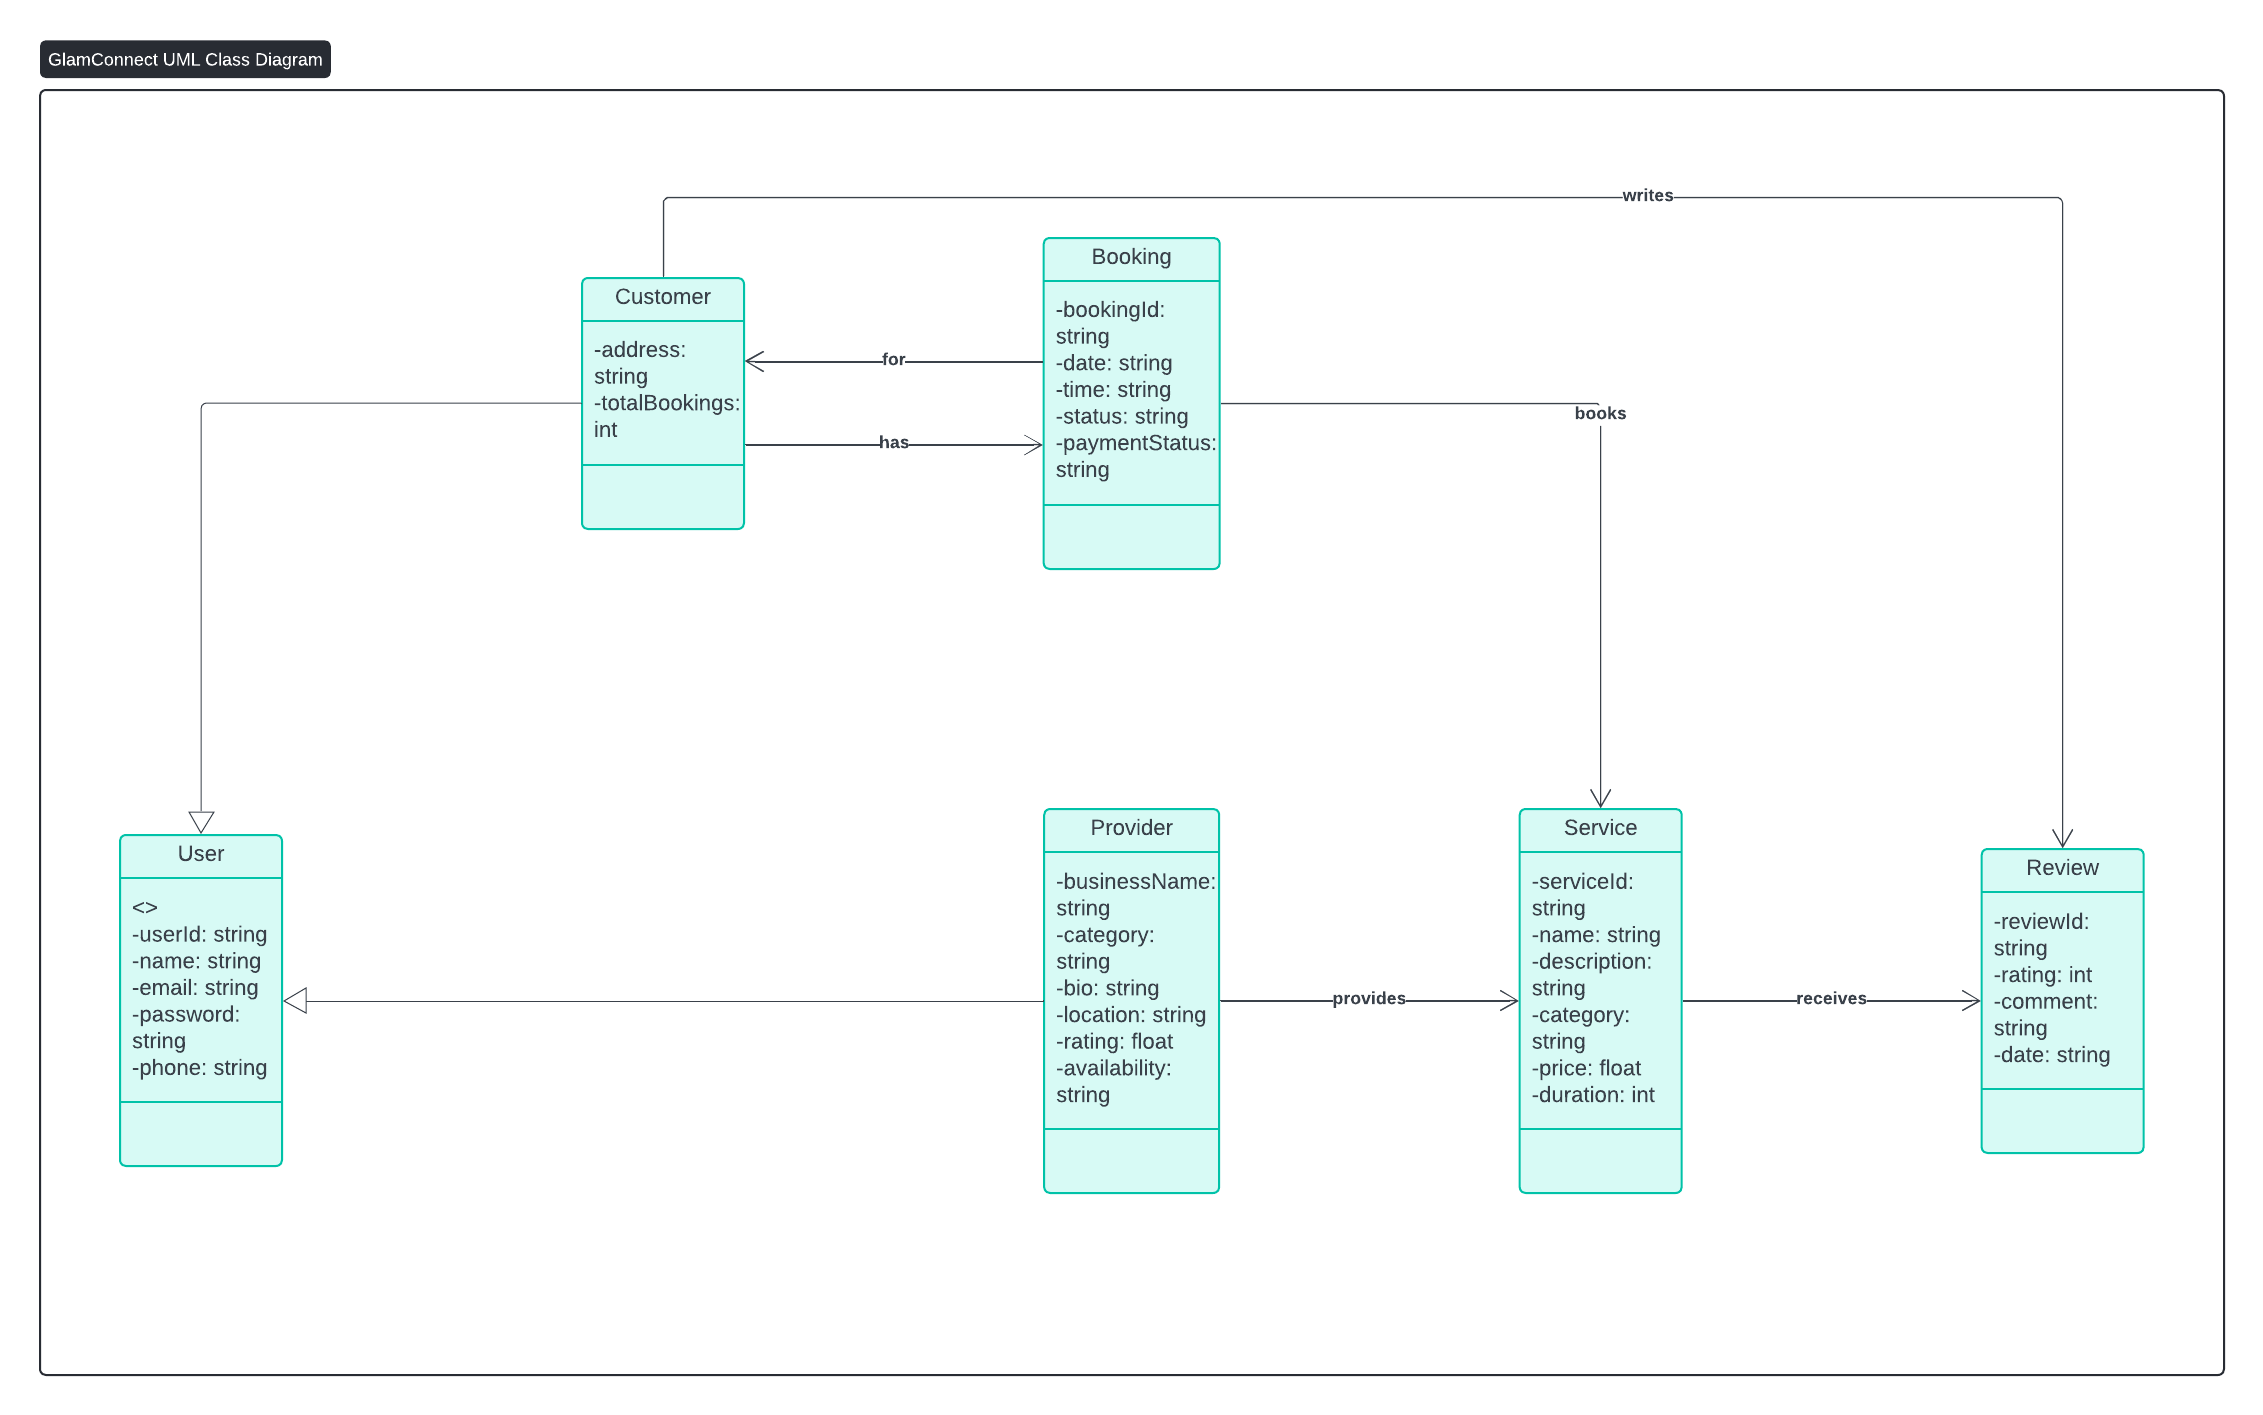 GlamConnect UML Class Diagram
writes
Customer
-address:
string
-totalBookings:
int
for
has
Booking
-bookingId:
string
-date: string
-time: string
-status: string
-paymentStatus:
string
books
User
<>
-userId: string
-name: string
-email: string
-password:
string
-phone: string
Provider
-businessName:
string
-category:
string
-bio: string
-location: string
-rating: float
-availability:
string
provides
Service
-serviceId:
string
-name: string
-description:
string
-category:
string
-price: float
-duration: int
receives
Review
-reviewId:
string
-rating: int
-comment:
string
-date: string